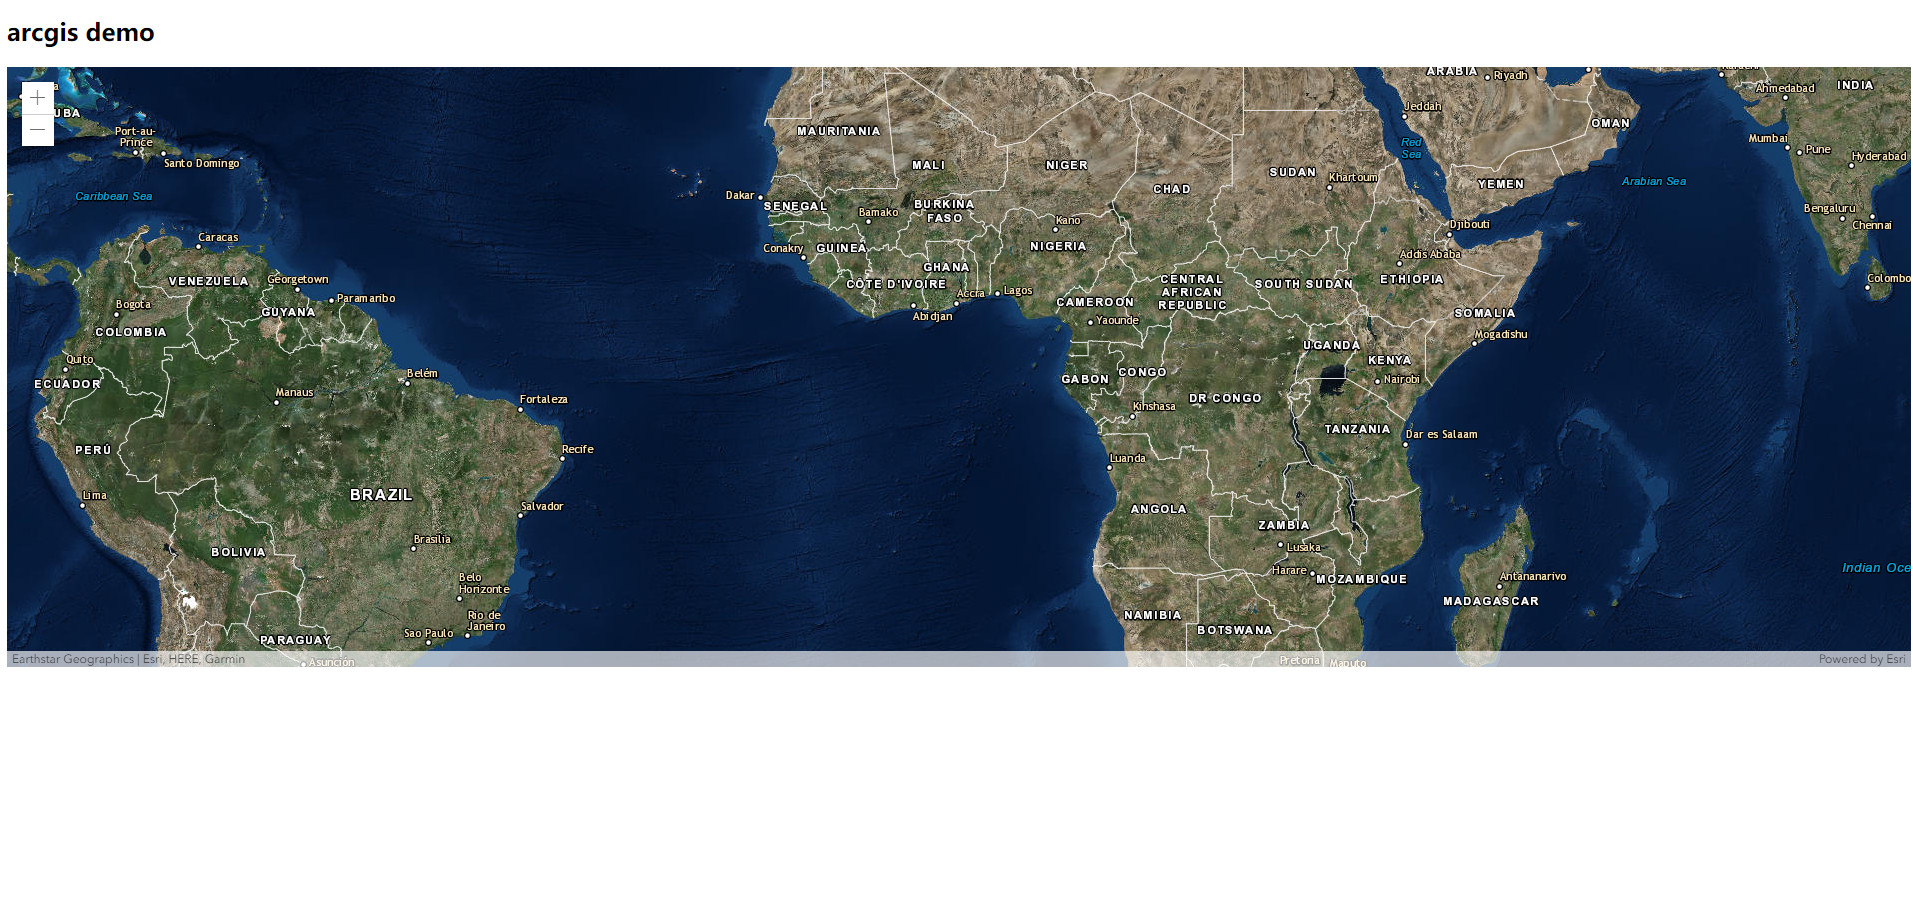 arcgis demo
+
−
UBA
Port-au-
Prince
Santo Domingo
Caribbean Sea
Caracas
VENEZUELA
Georgetown
Paramaribo
GUYANA
Bogota
COLOMBIA
Quito
ECUADOR
Belém
Manaus
Fortaleza
PERÚ
Recife
Lima
BRAZIL
Salvador
Brasilia
BOLIVIA
Belo
Horizonte
Rio de
Janeiro
Sao Paulo
PARAGUAY
Asunción
MAURITANIA
MALI
NIGER
CHAD
SUDAN
Khartoum
Dakar
SENEGAL
Bamako
BURKINA
FASO
Kano
Conakry
GUINEA
NIGERIA
GHANA
CÔTE D'IVOIRE
Accra
Lagos
Abidjan
CAMEROON
Yaounde
CENTRAL
AFRICAN
REPUBLIC
SOUTH SUDAN
ETHIOPIA
Addis Ababa
Djibouti
SOMALIA
Mogadishu
UGANDA
KENYA
Nairobi
GABON
CONGO
DR CONGO
Kinshasa
TANZANIA
Dar es Salaam
Luanda
ANGOLA
ZAMBIA
Lusaka
Harare
MOZAMBIQUE
NAMIBIA
BOTSWANA
Pretoria
Maputo
Antananarivo
MADAGASCAR
ARABIA
Riyadh
Jeddah
Red
Sea
OMAN
YEMEN
Arabian Sea
Karachi
Ahmedabad
INDIA
Mumbai
Pune
Hyderabad
Bengaluru
Chennai
Colombo
Indian Oce
Earthstar Geographics | Esri, HERE, Garmin
Powered by Esri